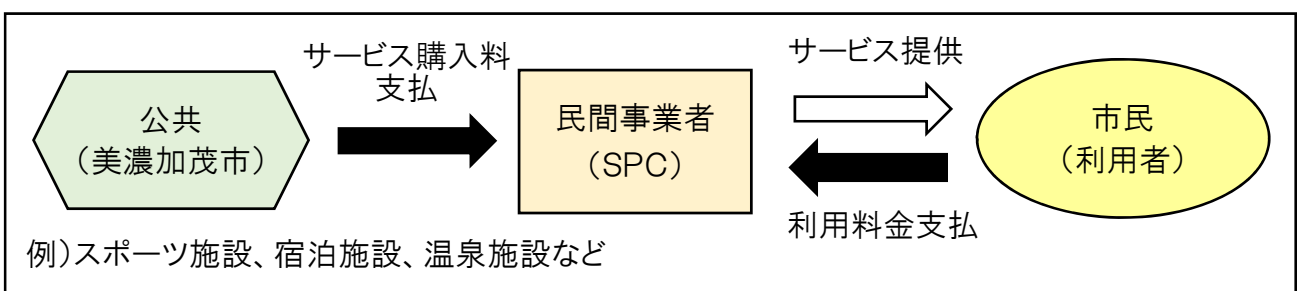 サービス購入料
支払
サービス提供
公共
（美濃加茂市）
民間事業者
（SPC）
市民
（利用者）
利用料金支払
例）スポーツ施設、宿泊施設、温泉施設など